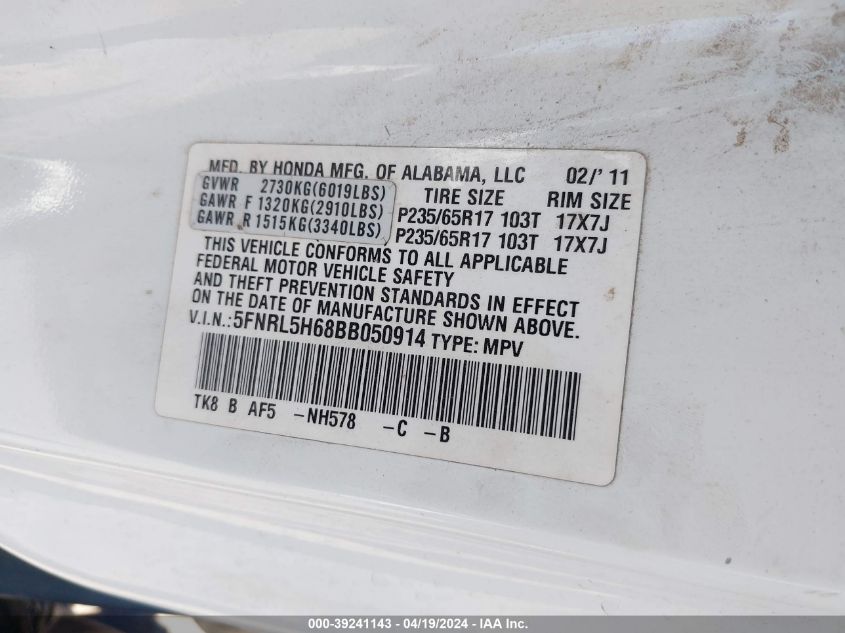 MFD. BY HONDA MFG. OF ALABAMA, LLC 02/'11
GVWR 2730KG(6019LBS) TIRE SIZE RIM SIZE
GAWR F 1320KG(2910LBS) P235/65R17 103T 17X7J
GAWR R 1515KG(3340LBS) P235/65R17 103T 17X7J
THIS VEHICLE CONFORMS TO ALL APPLICABLE
FEDERAL MOTOR VEHICLE SAFETY
AND THEFT PREVENTION STANDARDS IN EFFECT
ON THE DATE OF MANUFACTURE SHOWN ABOVE.
V.I.N.:5FNRL5H68BB050914 TYPE: MPV
TK8 B AF5 -NH578 -C -B
000-39241143 - 04/19/2024 - IAA Inc.